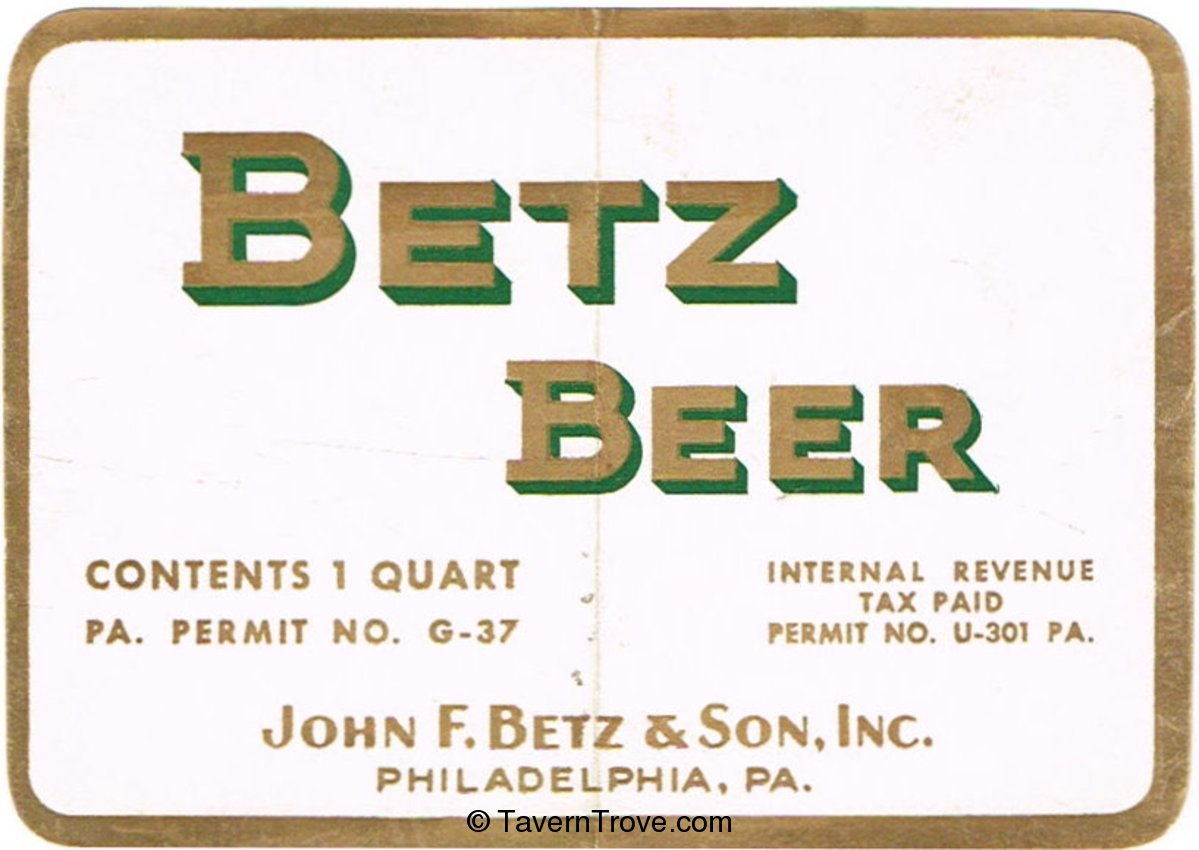 BETZ
BEER
CONTENTS 1 QUART
PA. PERMIT NO. G-37
INTERNAL REVENUE
TAX PAID
PERMIT NO. U-301 PA.
JOHN F. BETZ & SON, INC.
PHILADELPHIA, PA.
© TavernTrove.com